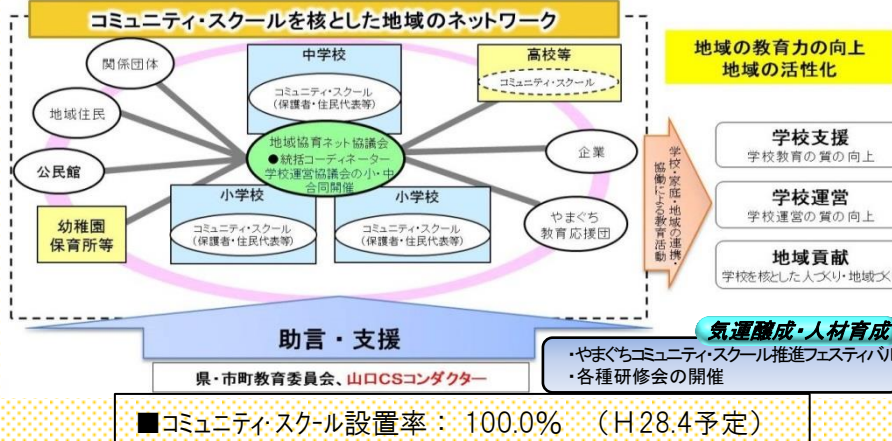 コミュニティ・スクールを核とした地域のネットワーク
関係団体
地域住民
公民館
幼稚園
保育所等
中学校
コミュニティ・スクール
(保護者・住民代表等)
高校等
コミュニティ・スクール
地域協育ネット協議会
●統括コーディネーター
学校運営協議会の小・中
合同開催
企業
やまぐち
教育応援団
小学校
コミュニティ・スクール
(保護者・住民代表等)
小学校
コミュニティ・スクール
(保護者・住民代表等)
学校・家庭・地域の連携・
協働による教育活動
地域の教育力の向上
地域の活性化
学校支援
学校教育の質の向上
学校運営
学校運営の質の向上
地域貢献
学校を核とした人づくり・地域づく
助言・支援
県・市町教育委員会、山口CSコンダクター
気運醸成・人材育成
・やまぐちコミュニティ・スクール推進フェスティバル
・各種研修会の開催
■コミュニティ・スクール設置率： 100.0% （H28.4予定）